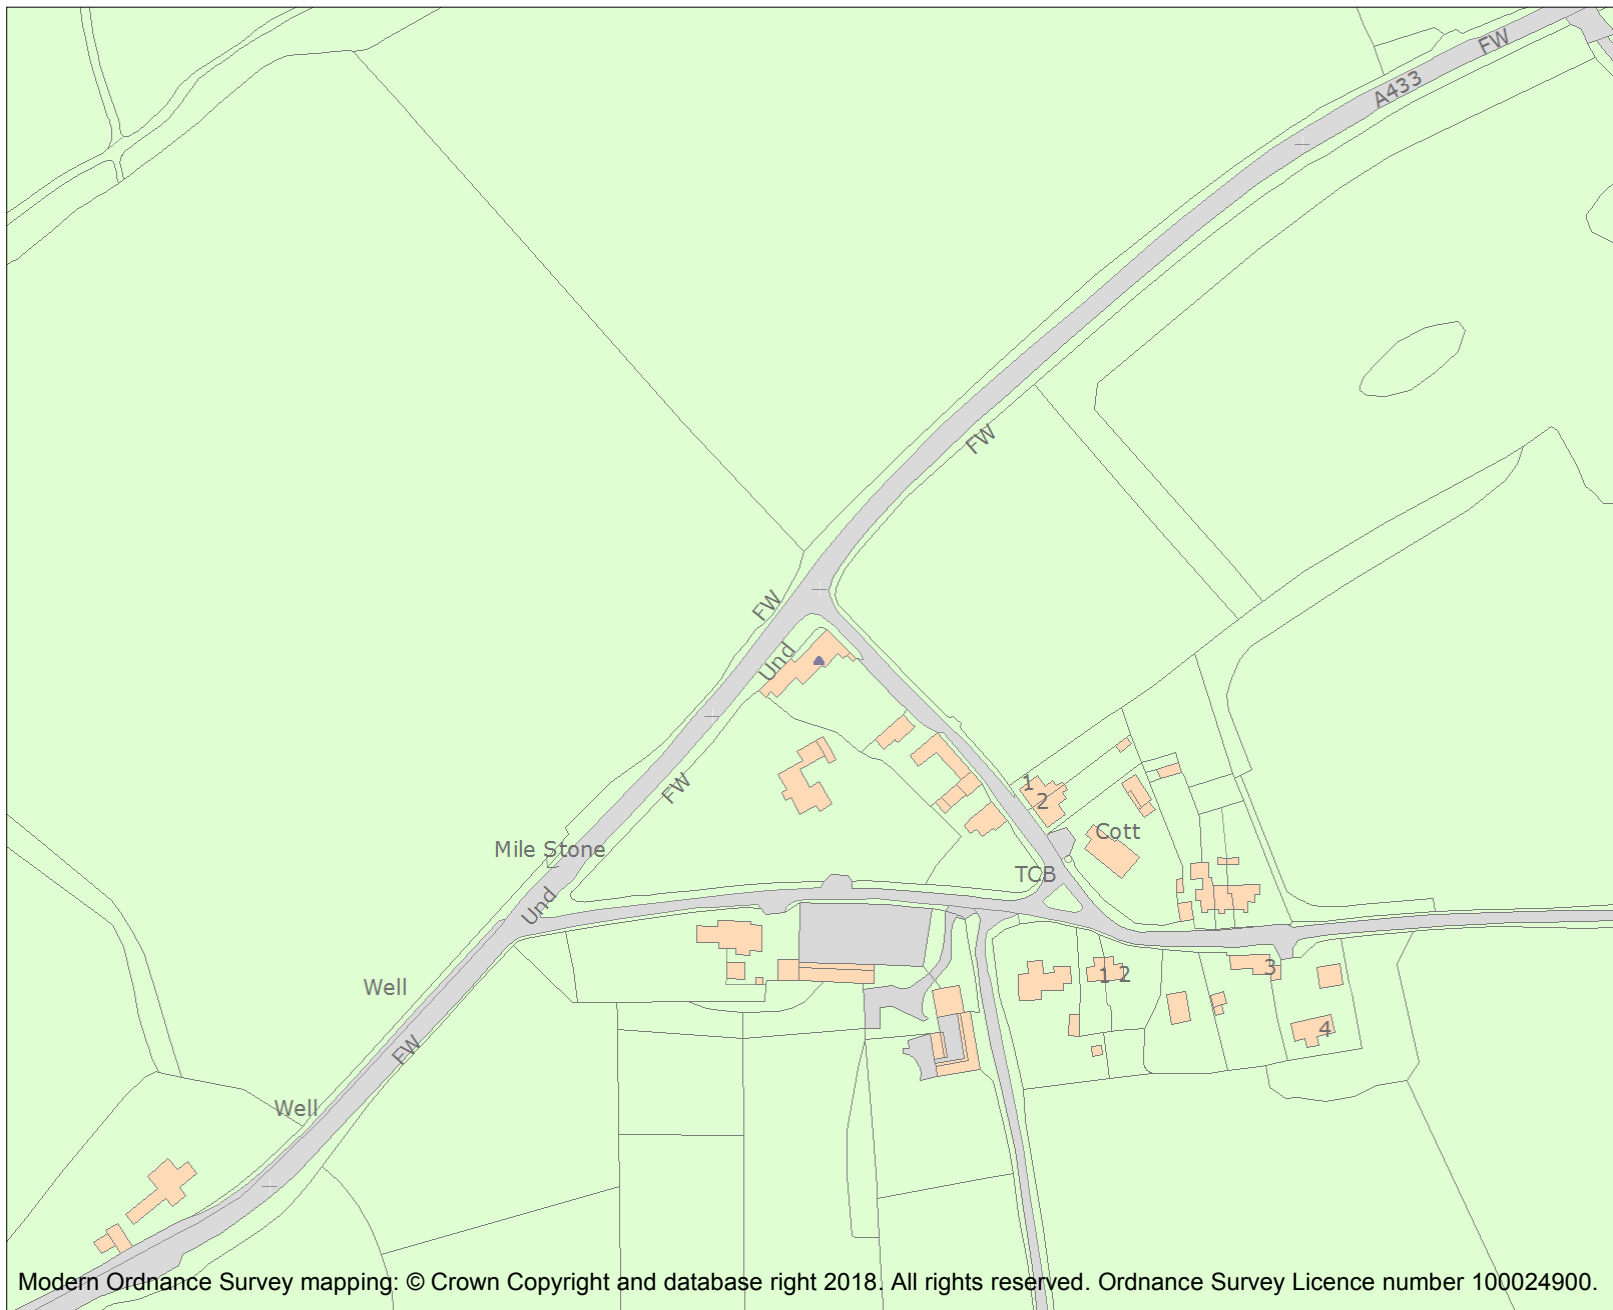 FW
A433
FW
FW
Und
1
2
FW
Cott
Mile Stone
TCB
Und
Well
1 2
3
FW
4
Well
Modern Ordnance Survey mapping: © Crown Copyright and database right 2018. All rights reserved. Ordnance Survey Licence number 100024900.